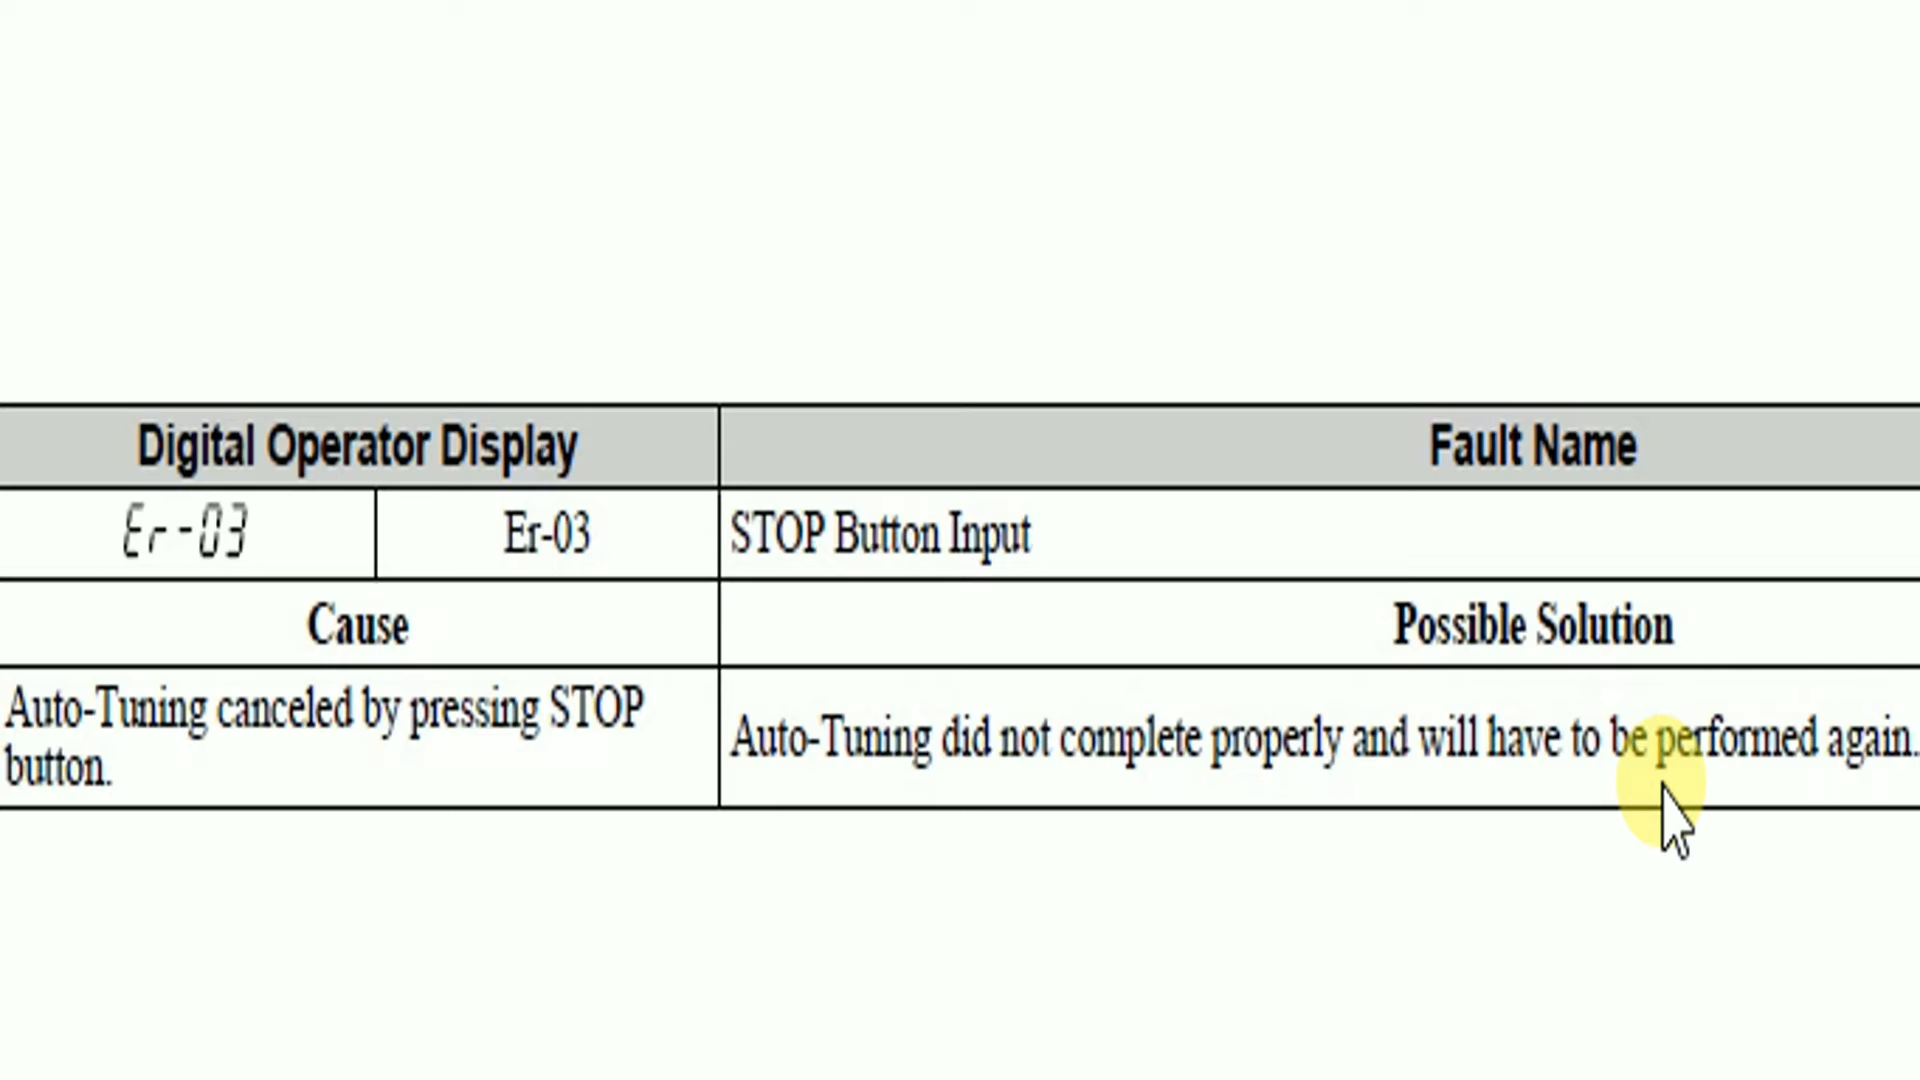 Digital Operator Display
Fault Name
Er-03
Er-03
STOP Button Input
Cause
Possible Solution
Auto-Tuning canceled by pressing STOP
button.
Auto-Tuning did not complete properly and will have to be performed again.